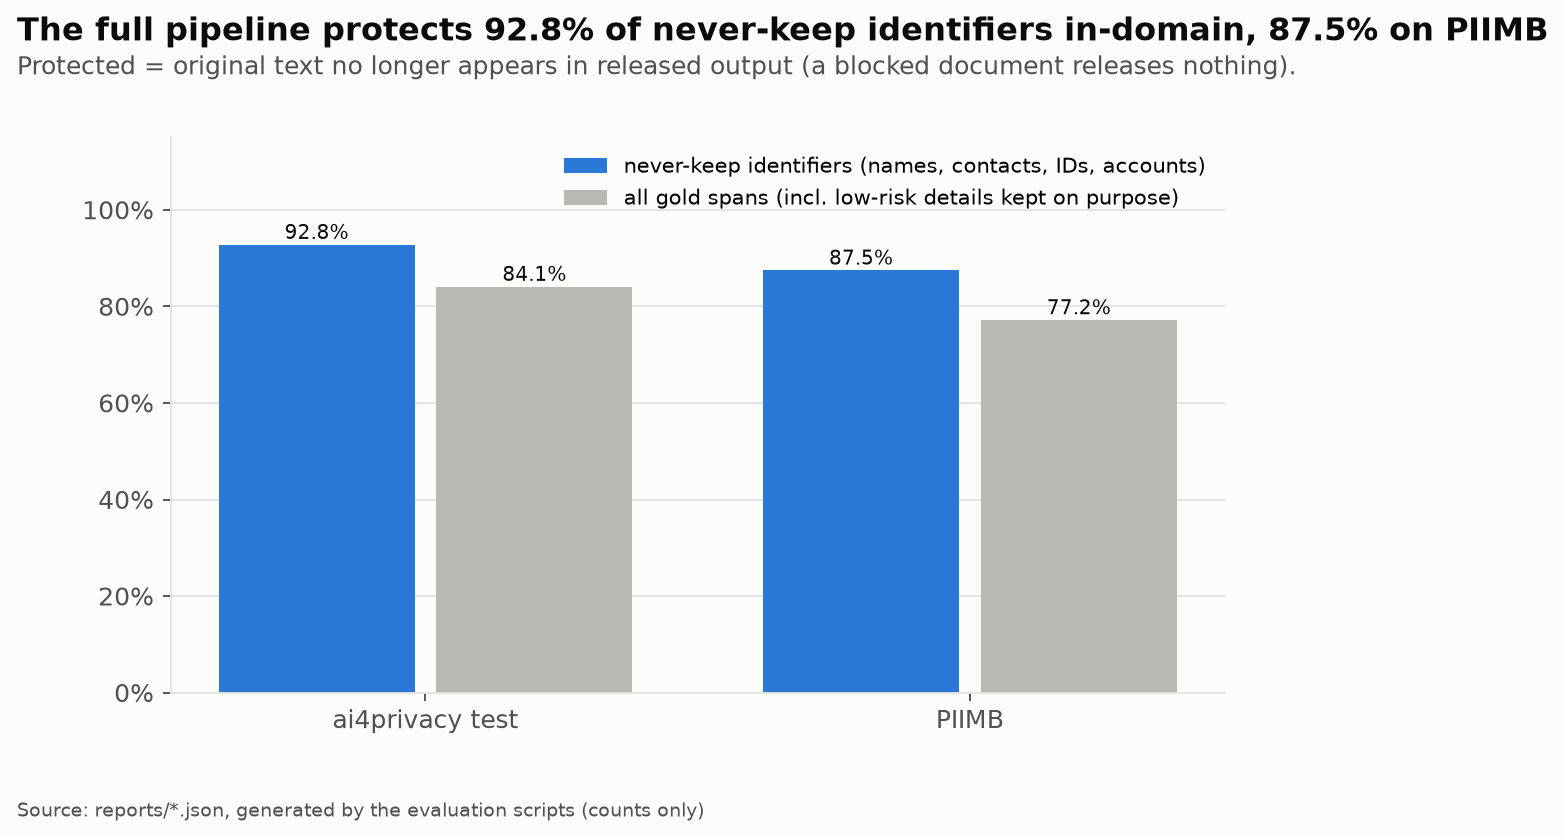 The full pipeline protects 92.8% of never-keep identifiers in-domain, 87.5% on PIIMB
Protected = original text no longer appears in released output (a blocked document releases nothing).
never-keep identifiers (names, contacts, IDs, accounts)
all gold spans (incl. low-risk details kept on purpose)
100%
80%
60%
40%
20%
0%
92.8%
84.1%
87.5%
77.2%
ai4privacy test
PIIMB
Source: reports/*.json, generated by the evaluation scripts (counts only)